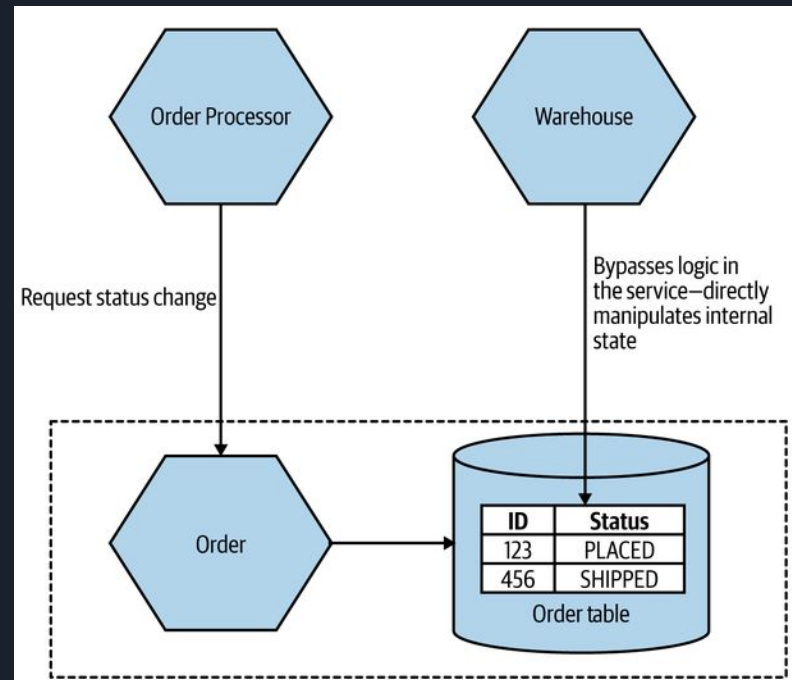 Order Processor
Warehouse
Request status change
Bypasses logic in
the service—directly
manipulates internal
state
Order
ID Status
123 PLACED
456 SHIPPED
Order table